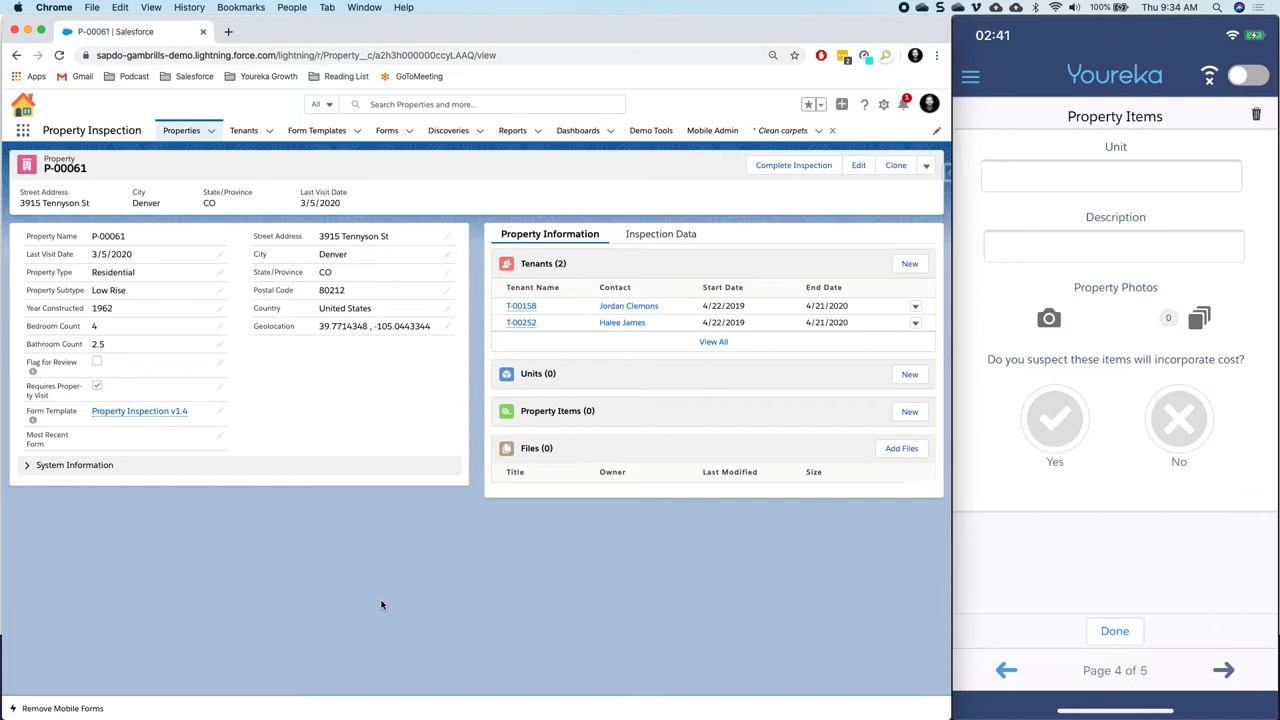 Chrome File Edit View History Bookmarks People Tab Window Help
100% Thu 9:34 AM
P-00061 | Salesforce
sapdo-gambrills-demo.lightning.force.com/lightning/r/Property__c/a2h3h000000ccyLAAQ/view
Apps Gmail Podcast Salesforce Youreka Growth Reading List GoToMeeting
All Search Properties and more...
1
Property Inspection Properties Tenants Form Templates Forms Discoveries Reports Dashboards Demo Tools Mobile Admin * Clean carpets
Property
P-00061
Complete Inspection Edit Clone
Street Address City State/Province Last Visit Date
3915 Tennyson St Denver CO 3/5/2020
Property Name P-00061 Street Address 3915 Tennyson St
Last Visit Date 3/5/2020 City Denver
Property Type Residential State/Province CO
Property Subtype Low Rise Postal Code 80212
Year Constructed 1962 Country United States
Bedroom Count 4 Geolocation 39.7714348 , -105.0443344
Bathroom Count 2.5
Flag for Review
Requires Proper-
ty Visit
Form Template Property Inspection v1.4
Most Recent
Form
System Information
Property Information Inspection Data
Tenants (2) New
Tenant Name Contact Start Date End Date
T-00158 Jordan Clemons 4/22/2019 4/21/2020
T-00252 Halee James 4/22/2019 4/21/2020
View All
Units (0) New
Property Items (0) New
Files (0) Add Files
Title Owner Last Modified Size
Remove Mobile Forms
02:41
Youreka
Property Items
Unit
Description
Property Photos
0
Do you suspect these items will incorporate cost?
Yes No
Done
Page 4 of 5